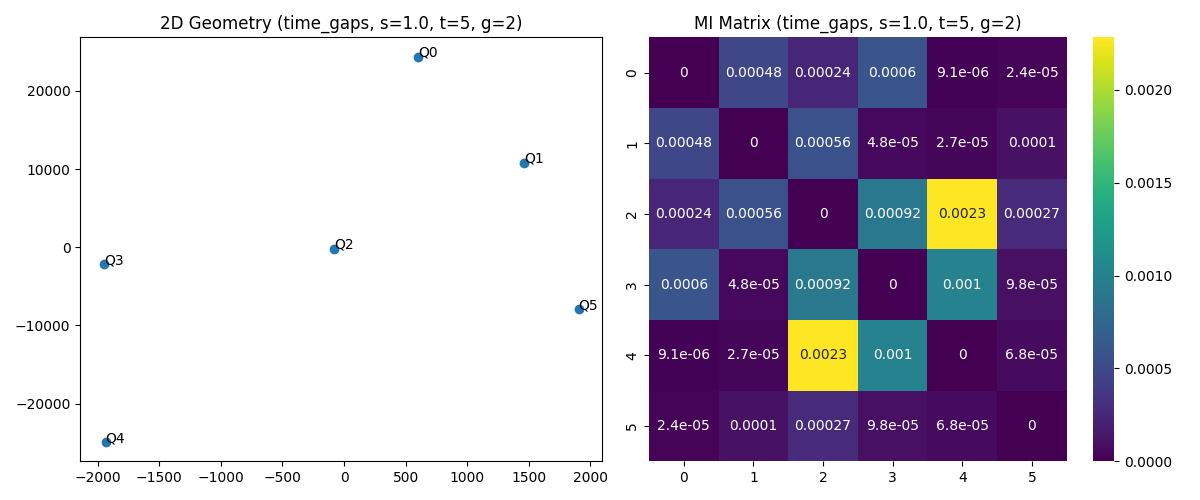 2D Geometry (time_gaps, s=1.0, t=5, g=2)
Q0
Q1
Q2
Q3
Q4
Q5
20000
10000
0
−10000
−20000
−2000 −1500 −1000 −500 0 500 1000 1500 2000
MI Matrix (time_gaps, s=1.0, t=5, g=2)
0 0 0.00048 0.00024 0.0006 9.1e-06 2.4e-05
1 0.00048 0 0.00056 4.8e-05 2.7e-05 0.0001
2 0.00024 0.00056 0 0.00092 0.0023 0.00027
3 0.0006 4.8e-05 0.00092 0 0.001 9.8e-05
4 9.1e-06 2.7e-05 0.0023 0.001 0 6.8e-05
5 2.4e-05 0.0001 0.00027 9.8e-05 6.8e-05 0
0 1 2 3 4 5
0.0020
0.0015
0.0010
0.0005
0.0000